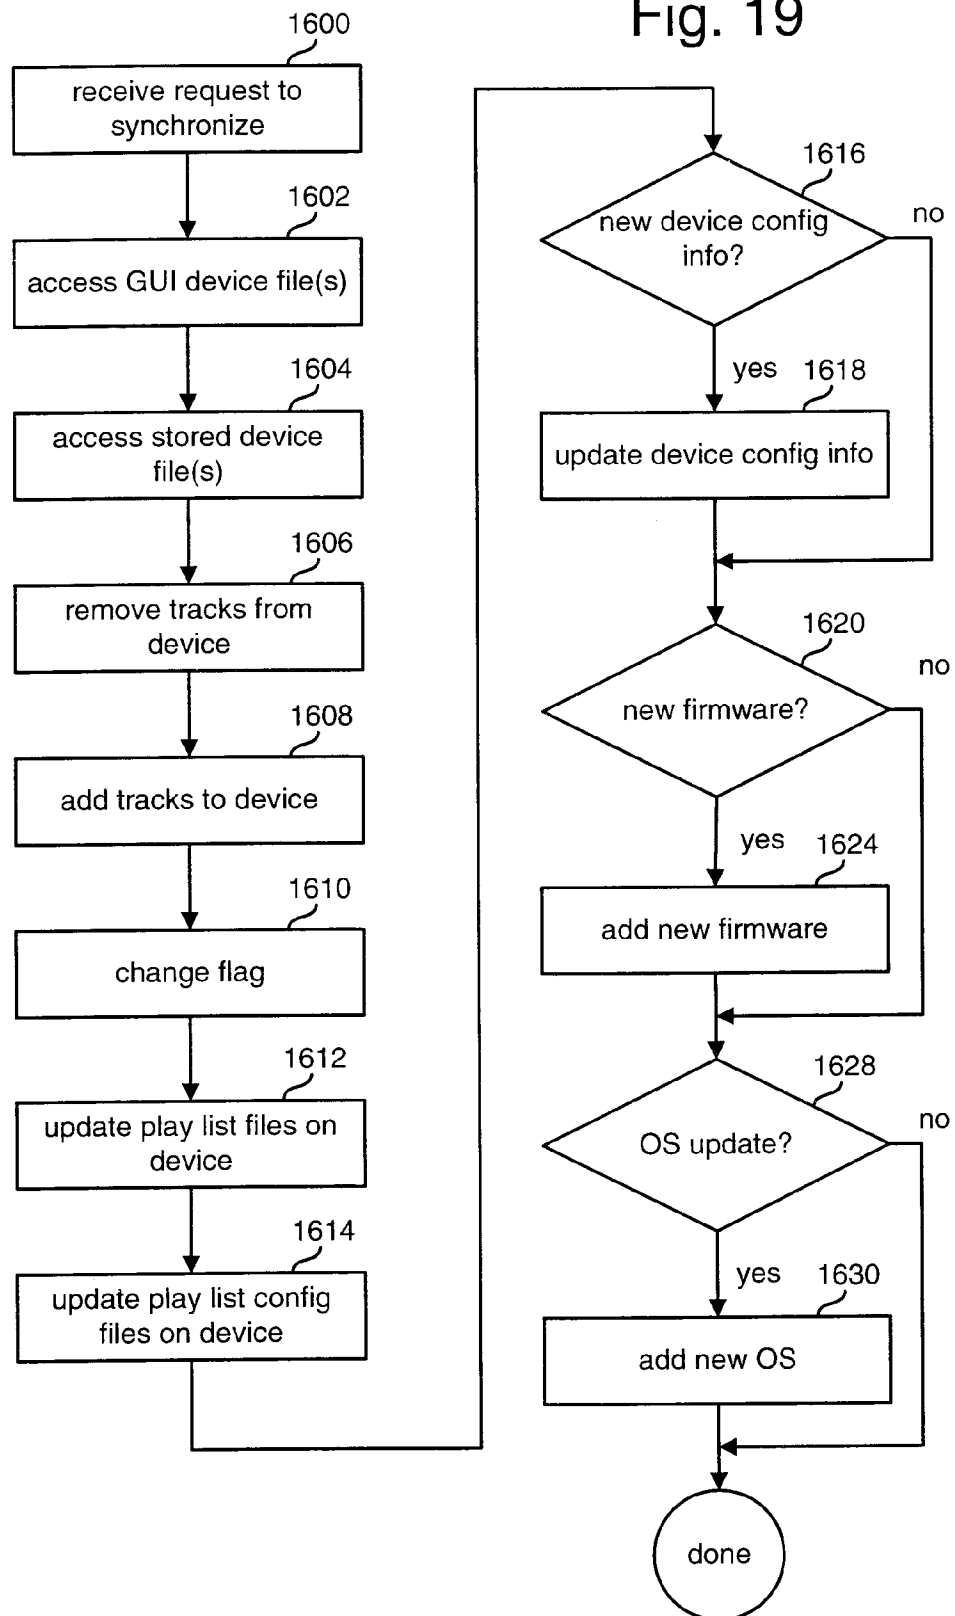 Fig. 19
1600
receive request to
synchronize
1602
access GUI device file(s)
1604
access stored device
file(s)
1606
remove tracks from
device
1608
add tracks to device
1610
change flag
1612
update play list files on
device
1614
update play list config
files on device
1616
new device config
info?
no
yes
1618
update device config info
1620
new firmware?
no
yes
1624
add new firmware
1628
OS update?
no
yes
1630
add new OS
done